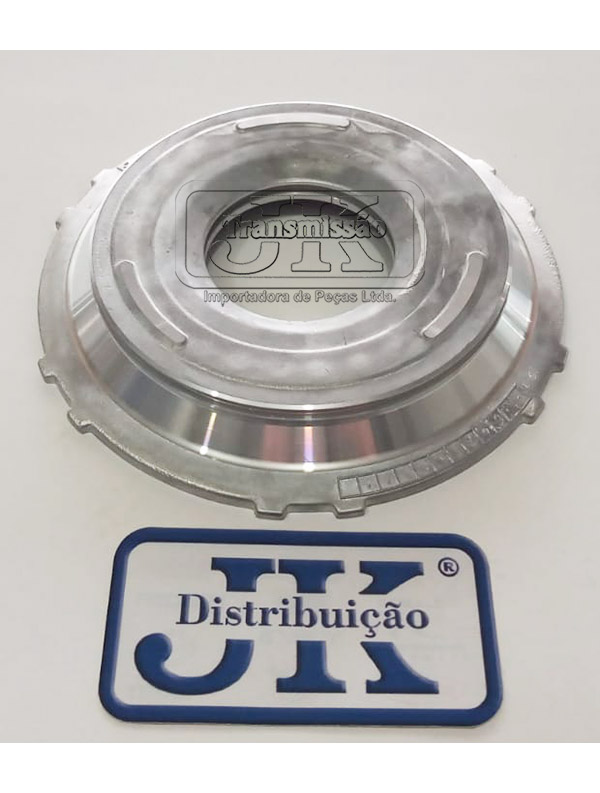 JK
Transmissão
Importadora de Peças Ltda.
JK ®
Distribuição